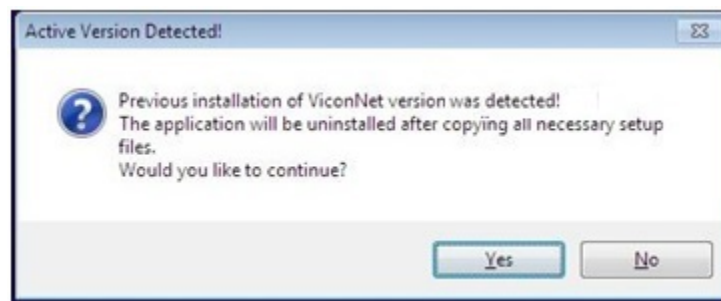 Active Version Detected!
Previous installation of ViconNet version was detected!
The application will be uninstalled after copying all necessary setup
files.
Would you like to continue?
Yes
No